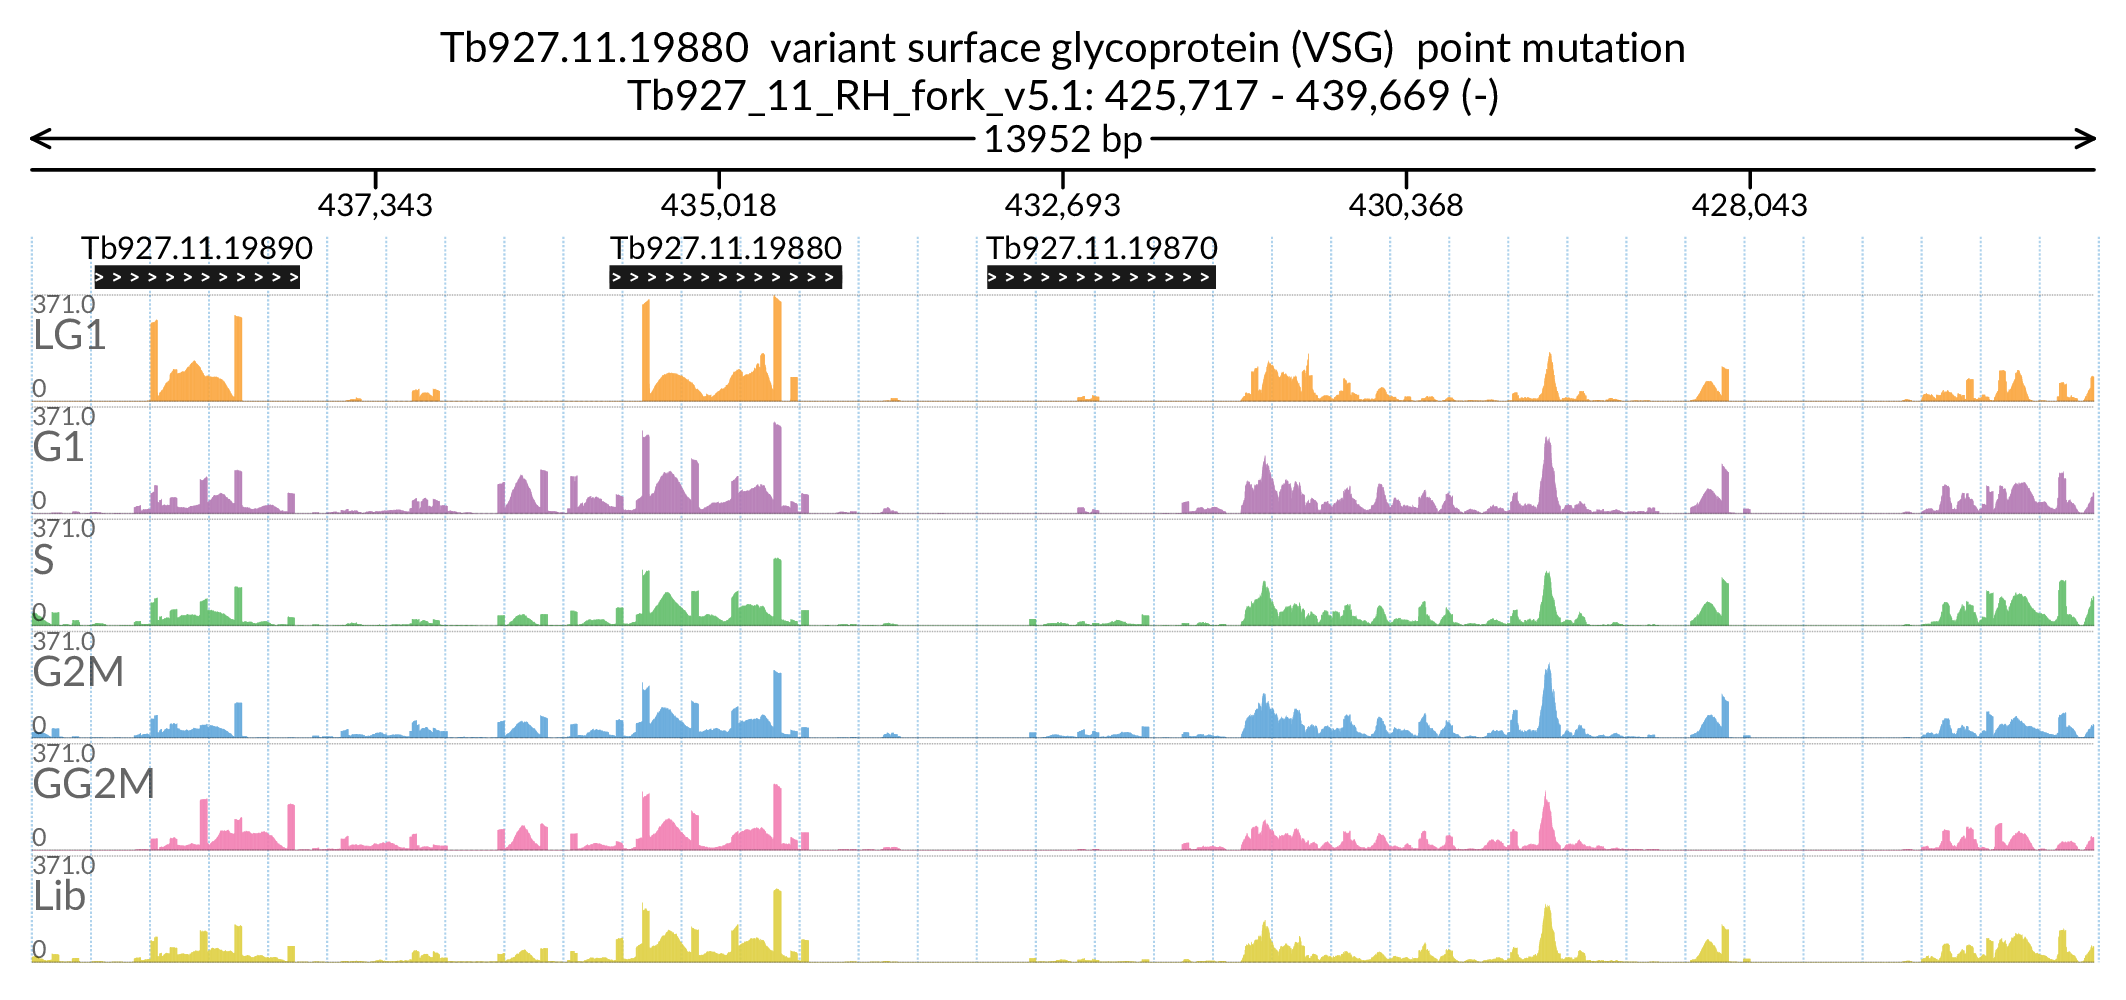 Tb927.11.19880 variant surface glycoprotein (VSG) point mutation
Tb927_11_RH_fork_v5.1: 425,717 - 439,669 (-)
13952 bp
437,343 435,018 432,693 430,368 428,043
Tb927.11.19890 Tb927.11.19880 Tb927.11.19870
371.0
LG1
0
371.0
G1
0
371.0
S
0
371.0
G2M
0
371.0
GG2M
0
371.0
Lib
0